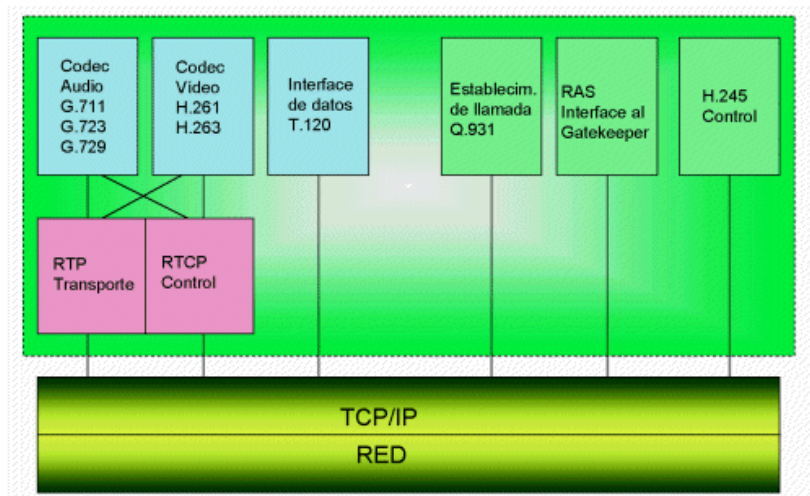 Codec
Audio
G.711
G.723
G.729
Codec
Video
H.261
H.263
Interface
de datos
T.120
Establecim.
de llamada
Q.931
RAS
Interface al
Gatekeeper
H.245
Control
RTP
Transporte
RTCP
Control
TCP/IP
RED